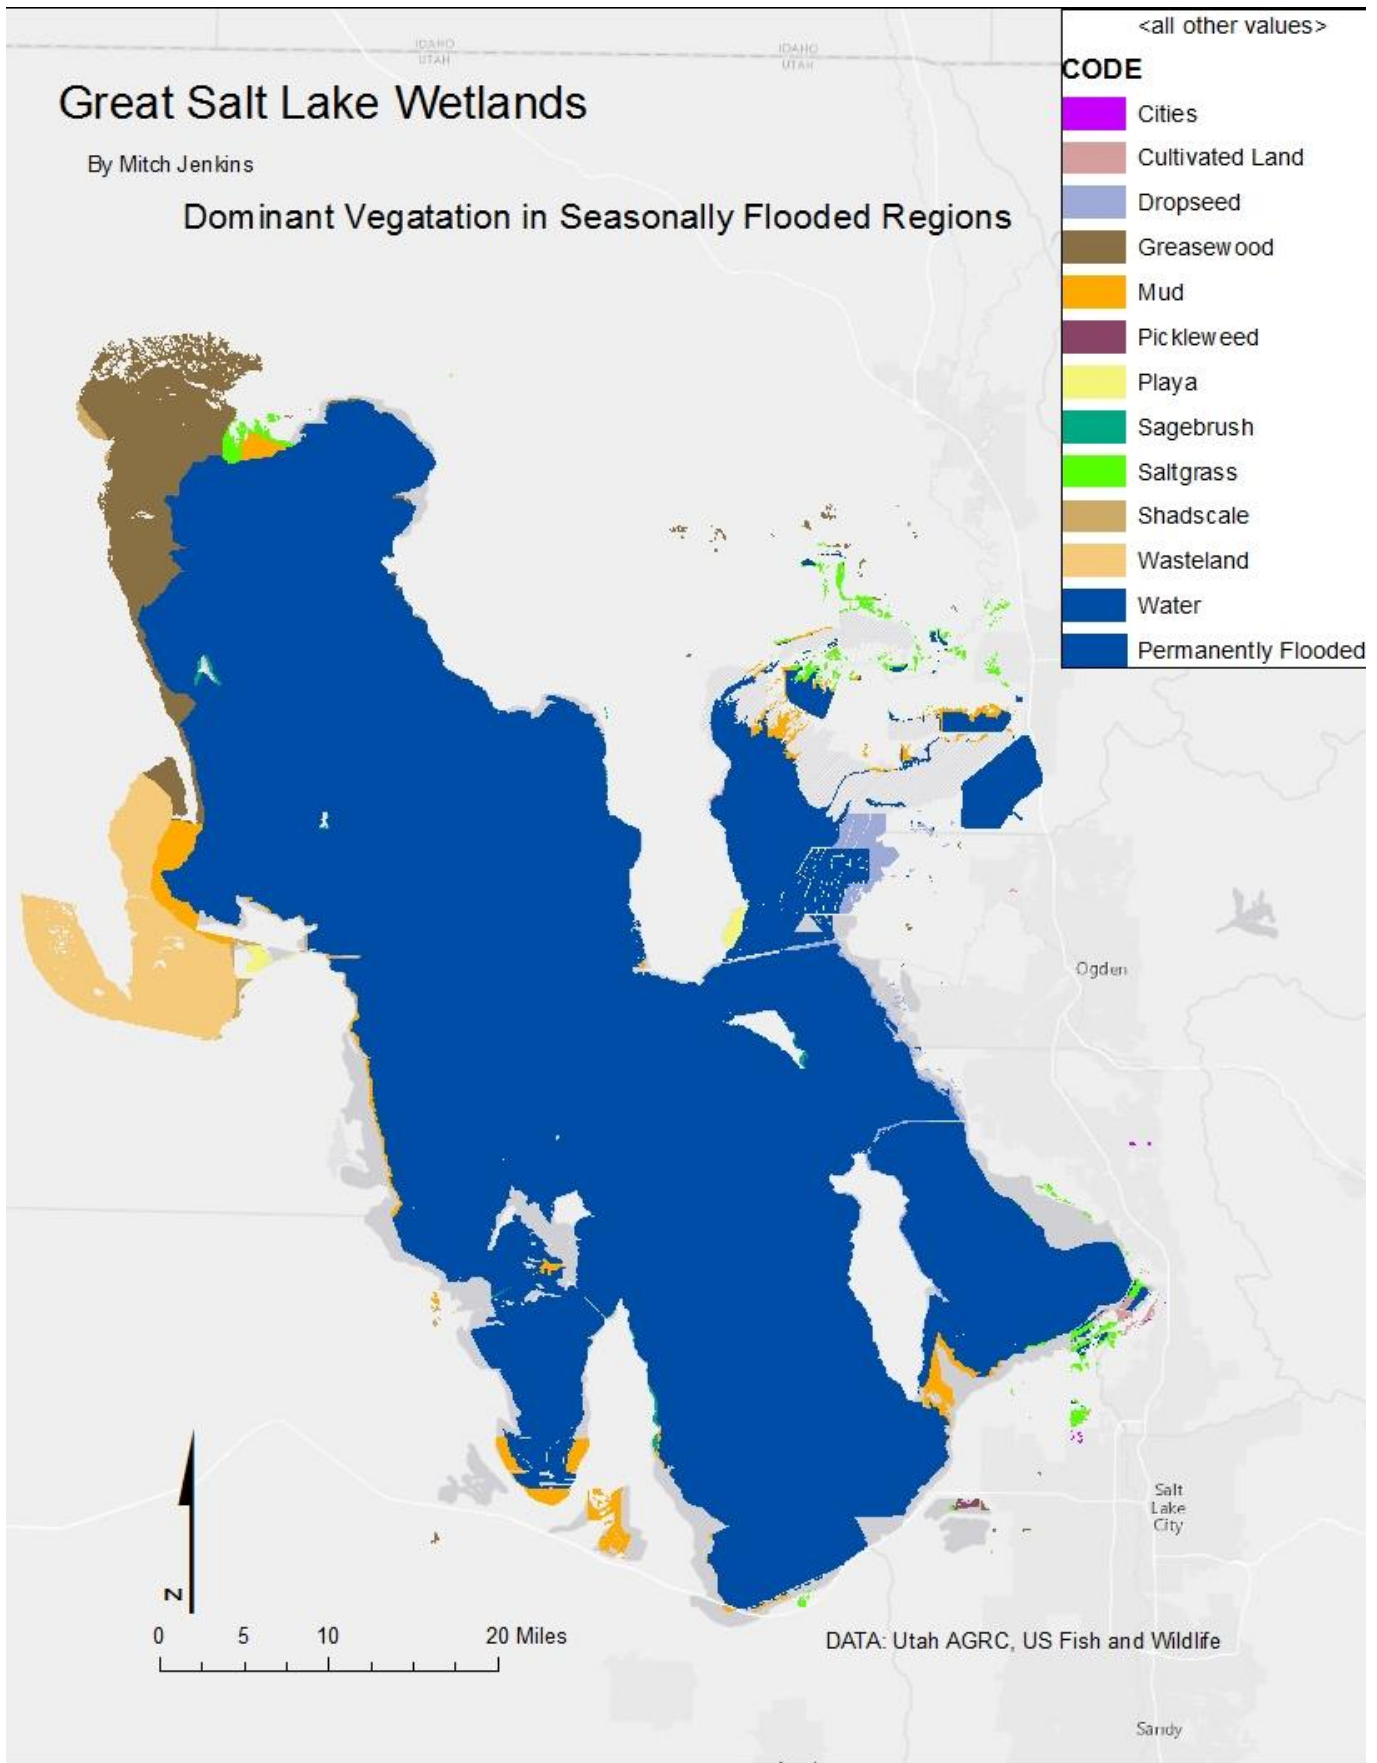 <all other values>
IDAHO
UTAH
IDAHO
UTAH
CODE
Great Salt Lake Wetlands
By Mitch Jenkins
Dominant Vegatation in Seasonally Flooded Regions
Cities
Cultivated Land
Dropseed
Greasewood
Mud
Pickleweed
Playa
Sagebrush
Saltgrass
Shadscale
Wasteland
Water
Permanently Flooded
Ogden
Salt
Lake
City
N
0 5 10 20 Miles
DATA: Utah AGRC, US Fish and Wildlife
Sandy